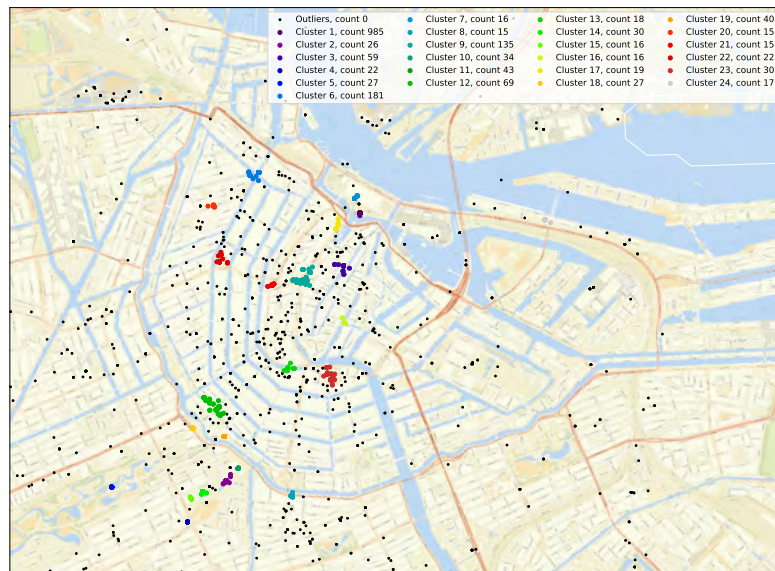 Outliers, count 0
Cluster 1, count 985
Cluster 2, count 26
Cluster 3, count 59
Cluster 4, count 22
Cluster 5, count 27
Cluster 6, count 181
Cluster 7, count 16
Cluster 8, count 15
Cluster 9, count 135
Cluster 10, count 34
Cluster 11, count 43
Cluster 12, count 69
Cluster 13, count 18
Cluster 14, count 30
Cluster 15, count 16
Cluster 16, count 16
Cluster 17, count 19
Cluster 18, count 27
Cluster 19, count 40
Cluster 20, count 15
Cluster 21, count 15
Cluster 22, count 22
Cluster 23, count 30
Cluster 24, count 17